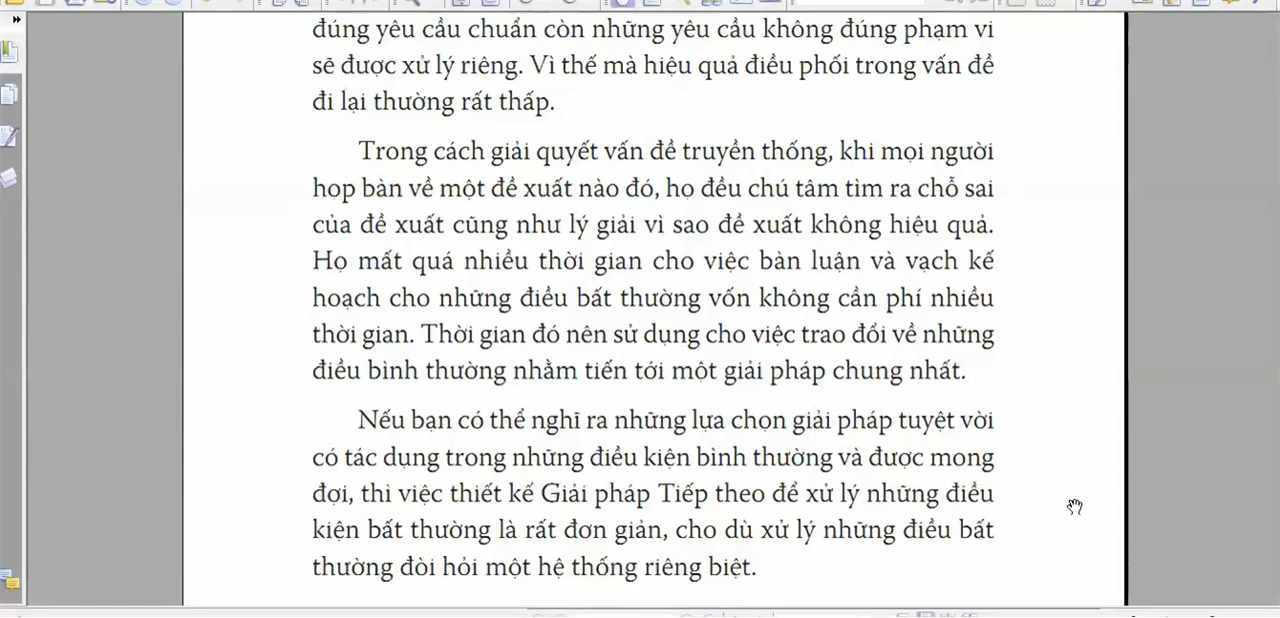 đúng yêu cầu chuẩn còn những yêu cầu không đúng phạm vi
sẽ được xử lý riêng. Vì thế mà hiệu quả điều phối trong vấn đề
đi lại thường rất thấp.
Trong cách giải quyết vấn đề truyền thống, khi mọi người
họp bàn về một đề xuất nào đó, họ đều chú tâm tìm ra chỗ sai
của đề xuất cũng như lý giải vì sao đề xuất không hiệu quả.
Họ mất quá nhiều thời gian cho việc bàn luận và vạch kế
hoạch cho những điều bất thường vốn không cần phí nhiều
thời gian. Thời gian đó nên sử dụng cho việc trao đổi về những
điều bình thường nhằm tiến tới một giải pháp chung nhất.
Nếu bạn có thể nghĩ ra những lựa chọn giải pháp tuyệt vời
có tác dụng trong những điều kiện bình thường và được mong
đợi, thì việc thiết kế Giải pháp Tiếp theo để xử lý những điều
kiện bất thường là rất đơn giản, cho dù xử lý những điều bất
thường đòi hỏi một hệ thống riêng biệt.